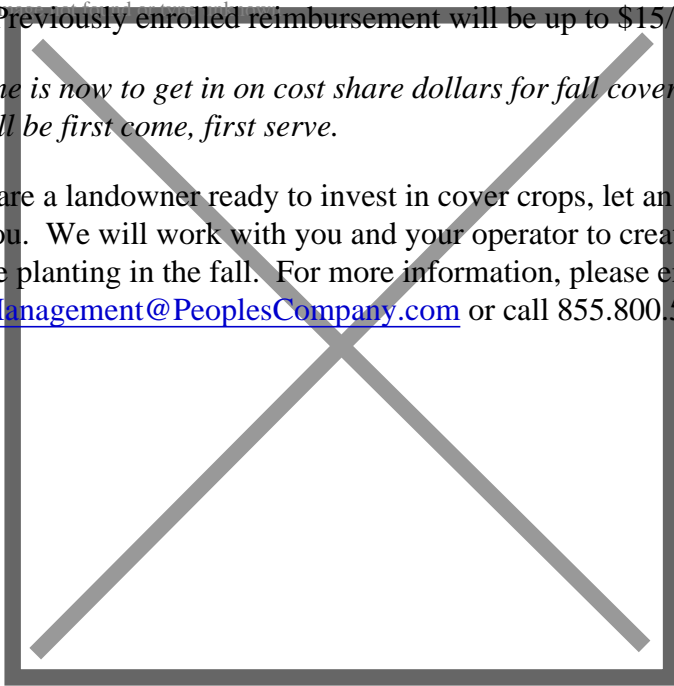 Previously enrolled reimbursement will be up to $15/
ne is now to get in on cost share dollars for fall cover
ll be first come, first serve.
are a landowner ready to invest in cover crops, let an
ou. We will work with you and your operator to crea
e planting in the fall. For more information, please e
Management@PeoplesCompany.com or call 855.800.5